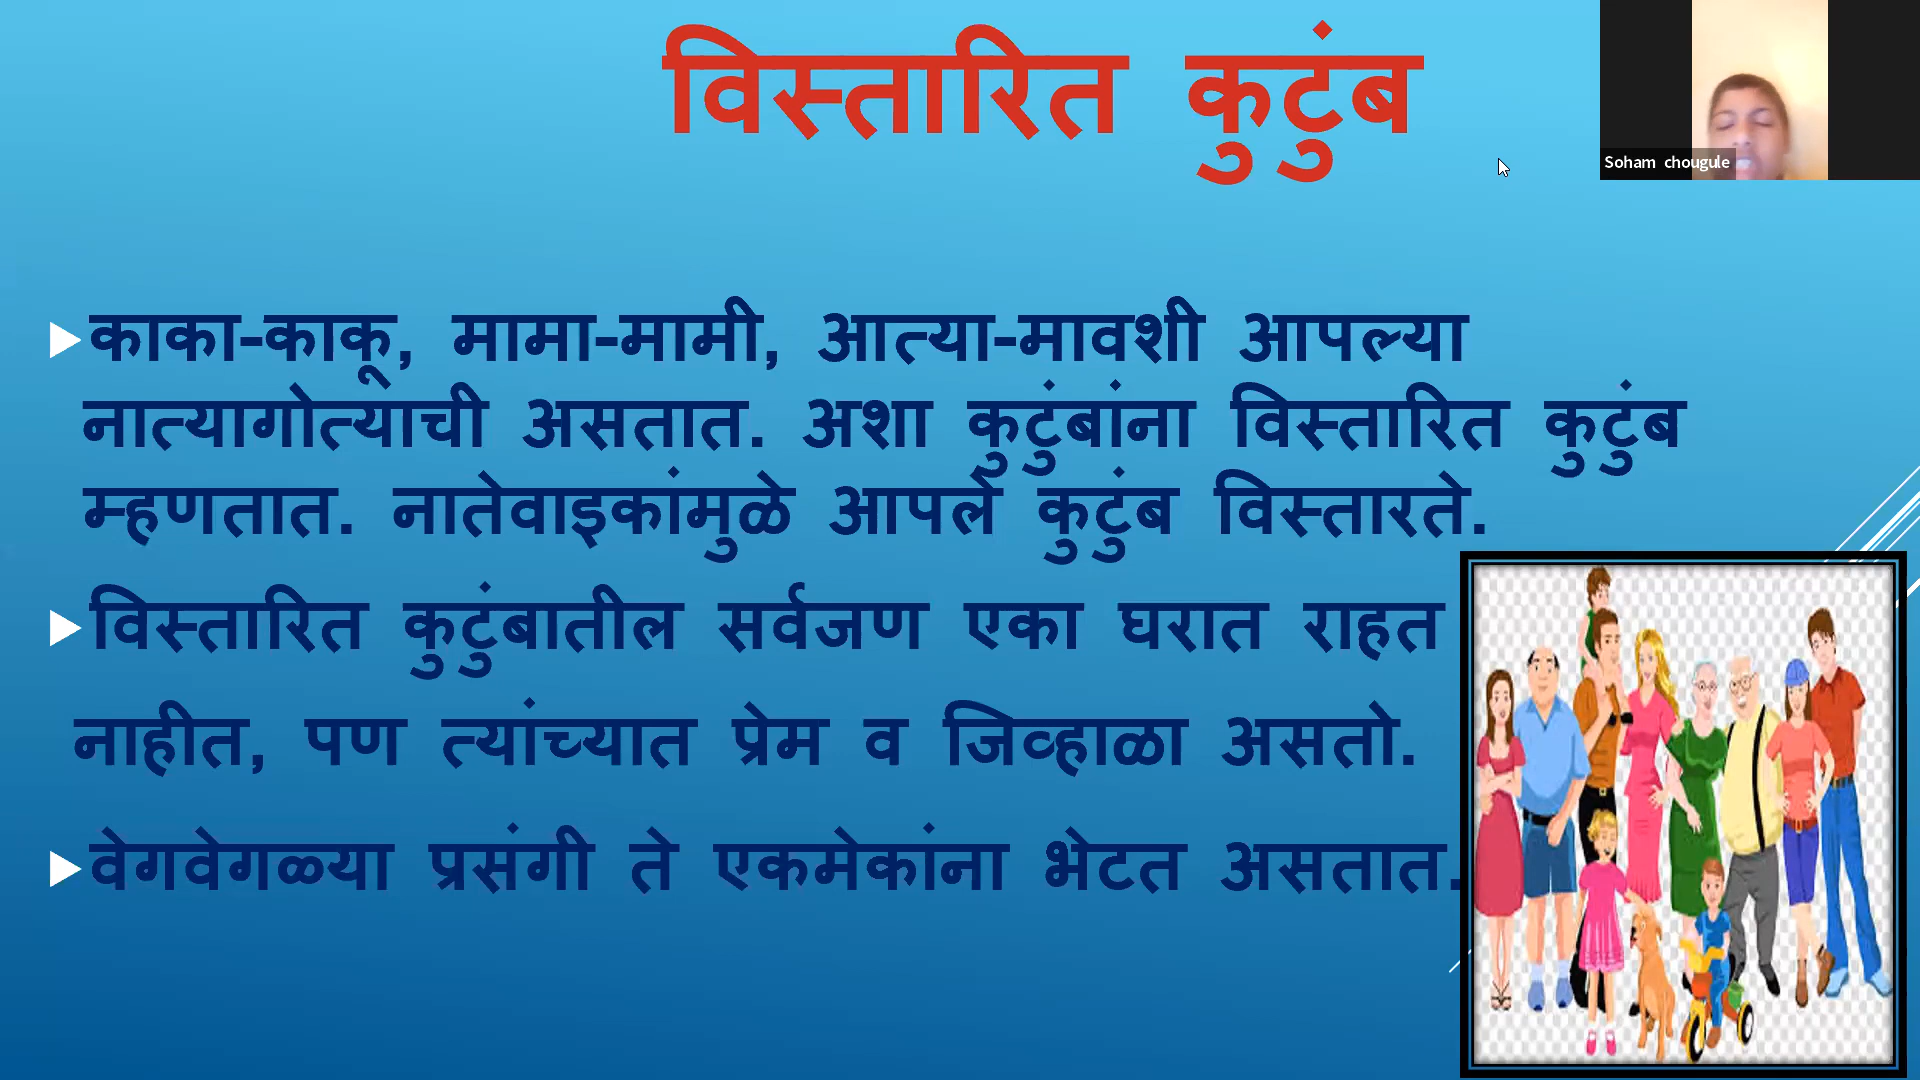 विस्तारित कुटुंब
Soham chougule
काका-काकू, मामा-मामी, आत्या-मावशी आपल्या
नात्यागोत्याची असतात. अशा कुटुंबांना विस्तारित कुटुंब
म्हणतात. नातेवाइकांमुळे आपले कुटुंब विस्तारते.
विस्तारित कुटुंबातील सर्वजण एका घरात राहत
नाहीत, पण त्यांच्यात प्रेम व जिव्हाळा असतो.
वेगवेगळ्या प्रसंगी ते एकमेकांना भेटत असतात.